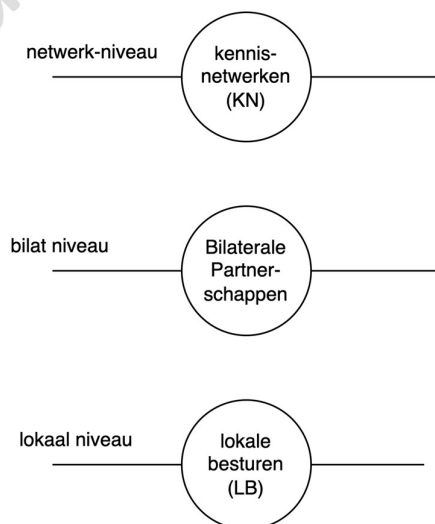 netwerk-niveau
kennis-
netwerken
(KN)
bilat niveau
Bilaterale
Partner-
schappen
lokaal niveau
lokale
besturen
(LB)